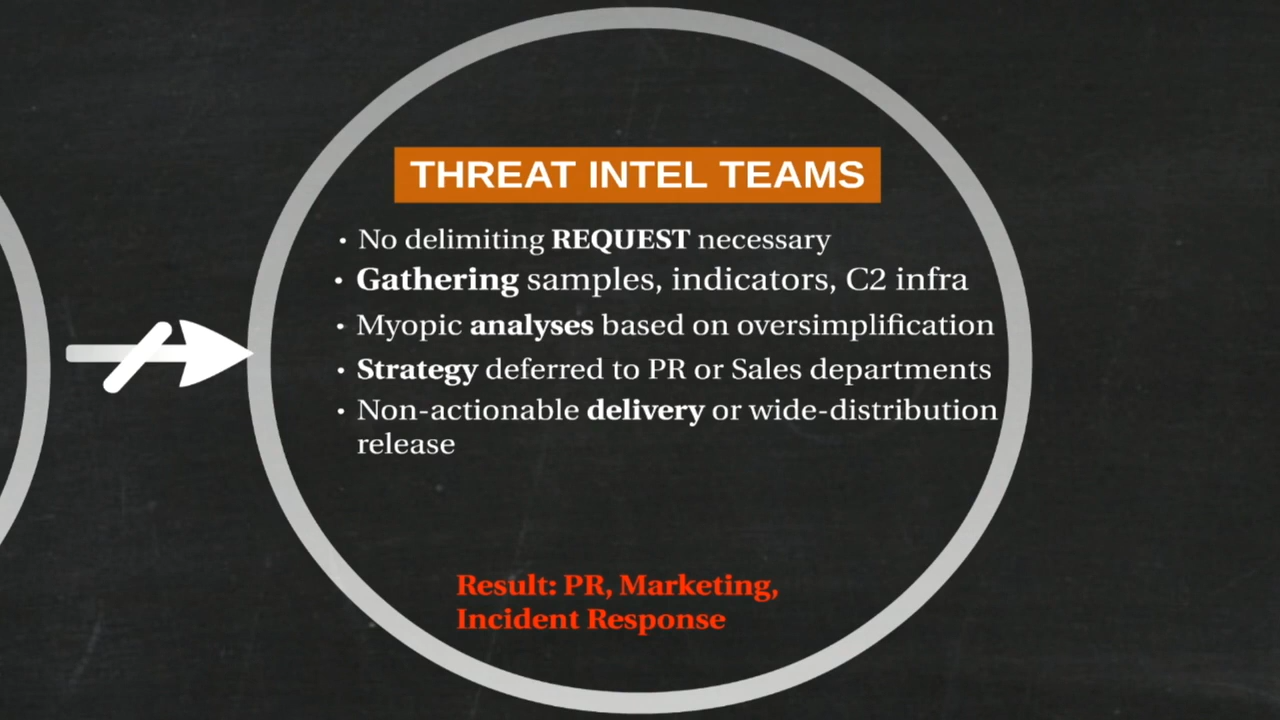 THREAT INTEL TEAMS
• No delimiting REQUEST necessary
• Gathering samples, indicators, C2 infra
• Myopic analyses based on oversimplification
• Strategy deferred to PR or Sales departments
• Non-actionable delivery or wide-distribution
release
Result: PR, Marketing,
Incident Response